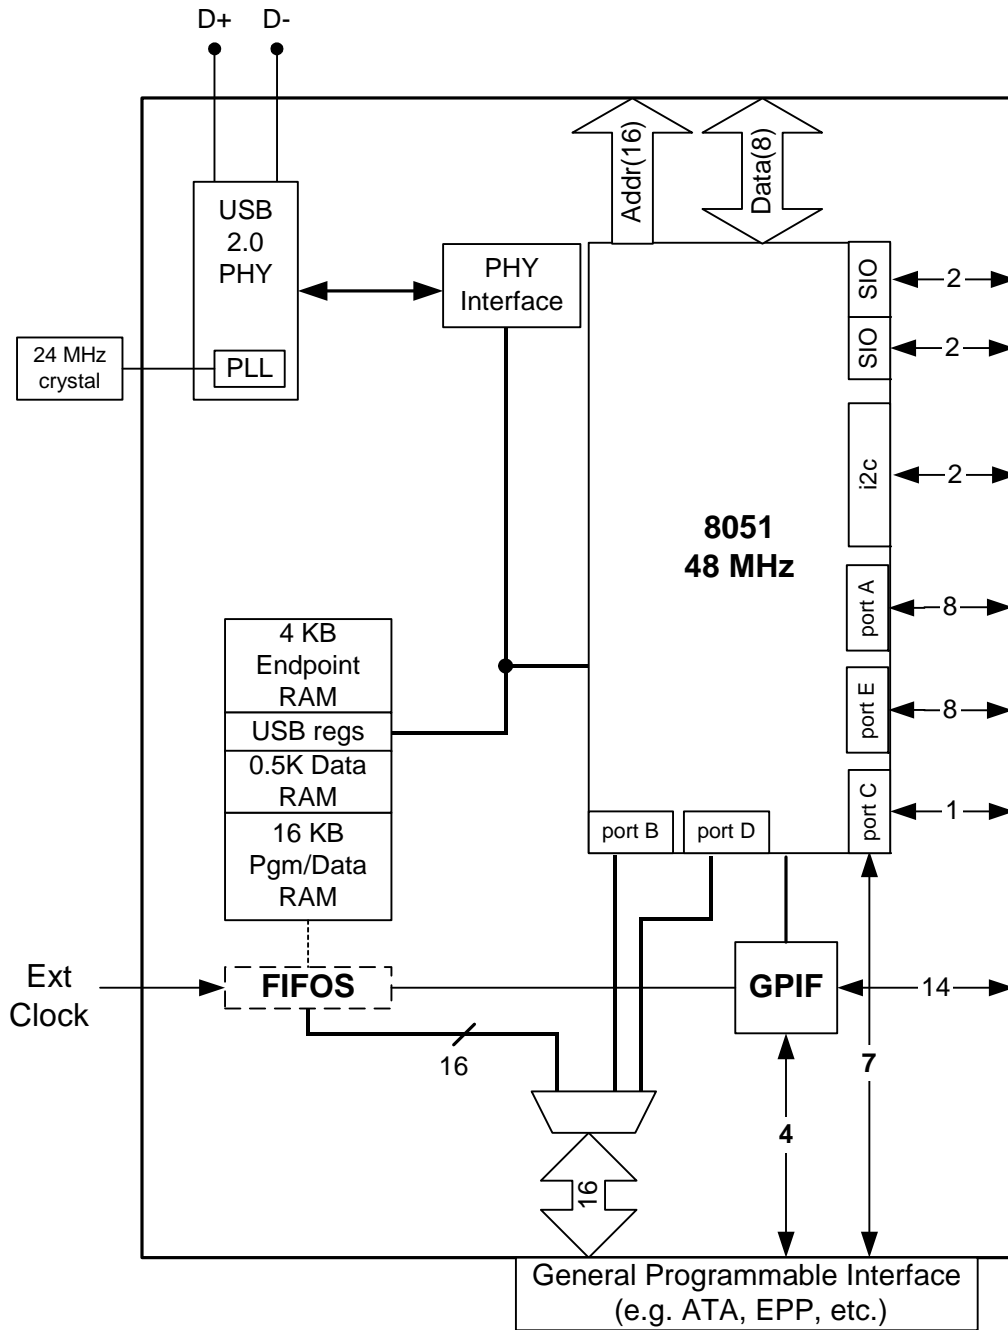 D+ D-
Addr(16)
Data(8)
USB
2.0
PHY
PHY
Interface
SIO
2
SIO
2
24 MHz
crystal
PLL
i2c
2
8051
48 MHz
port A
8
4 KB
Endpoint
RAM
port E
8
USB regs
0.5K Data
RAM
port C
1
16 KB
Pgm/Data
RAM
port B
port D
Ext
Clock
FIFOS
GPIF
14
16
7
4
16
General Programmable Interface
(e.g. ATA, EPP, etc.)